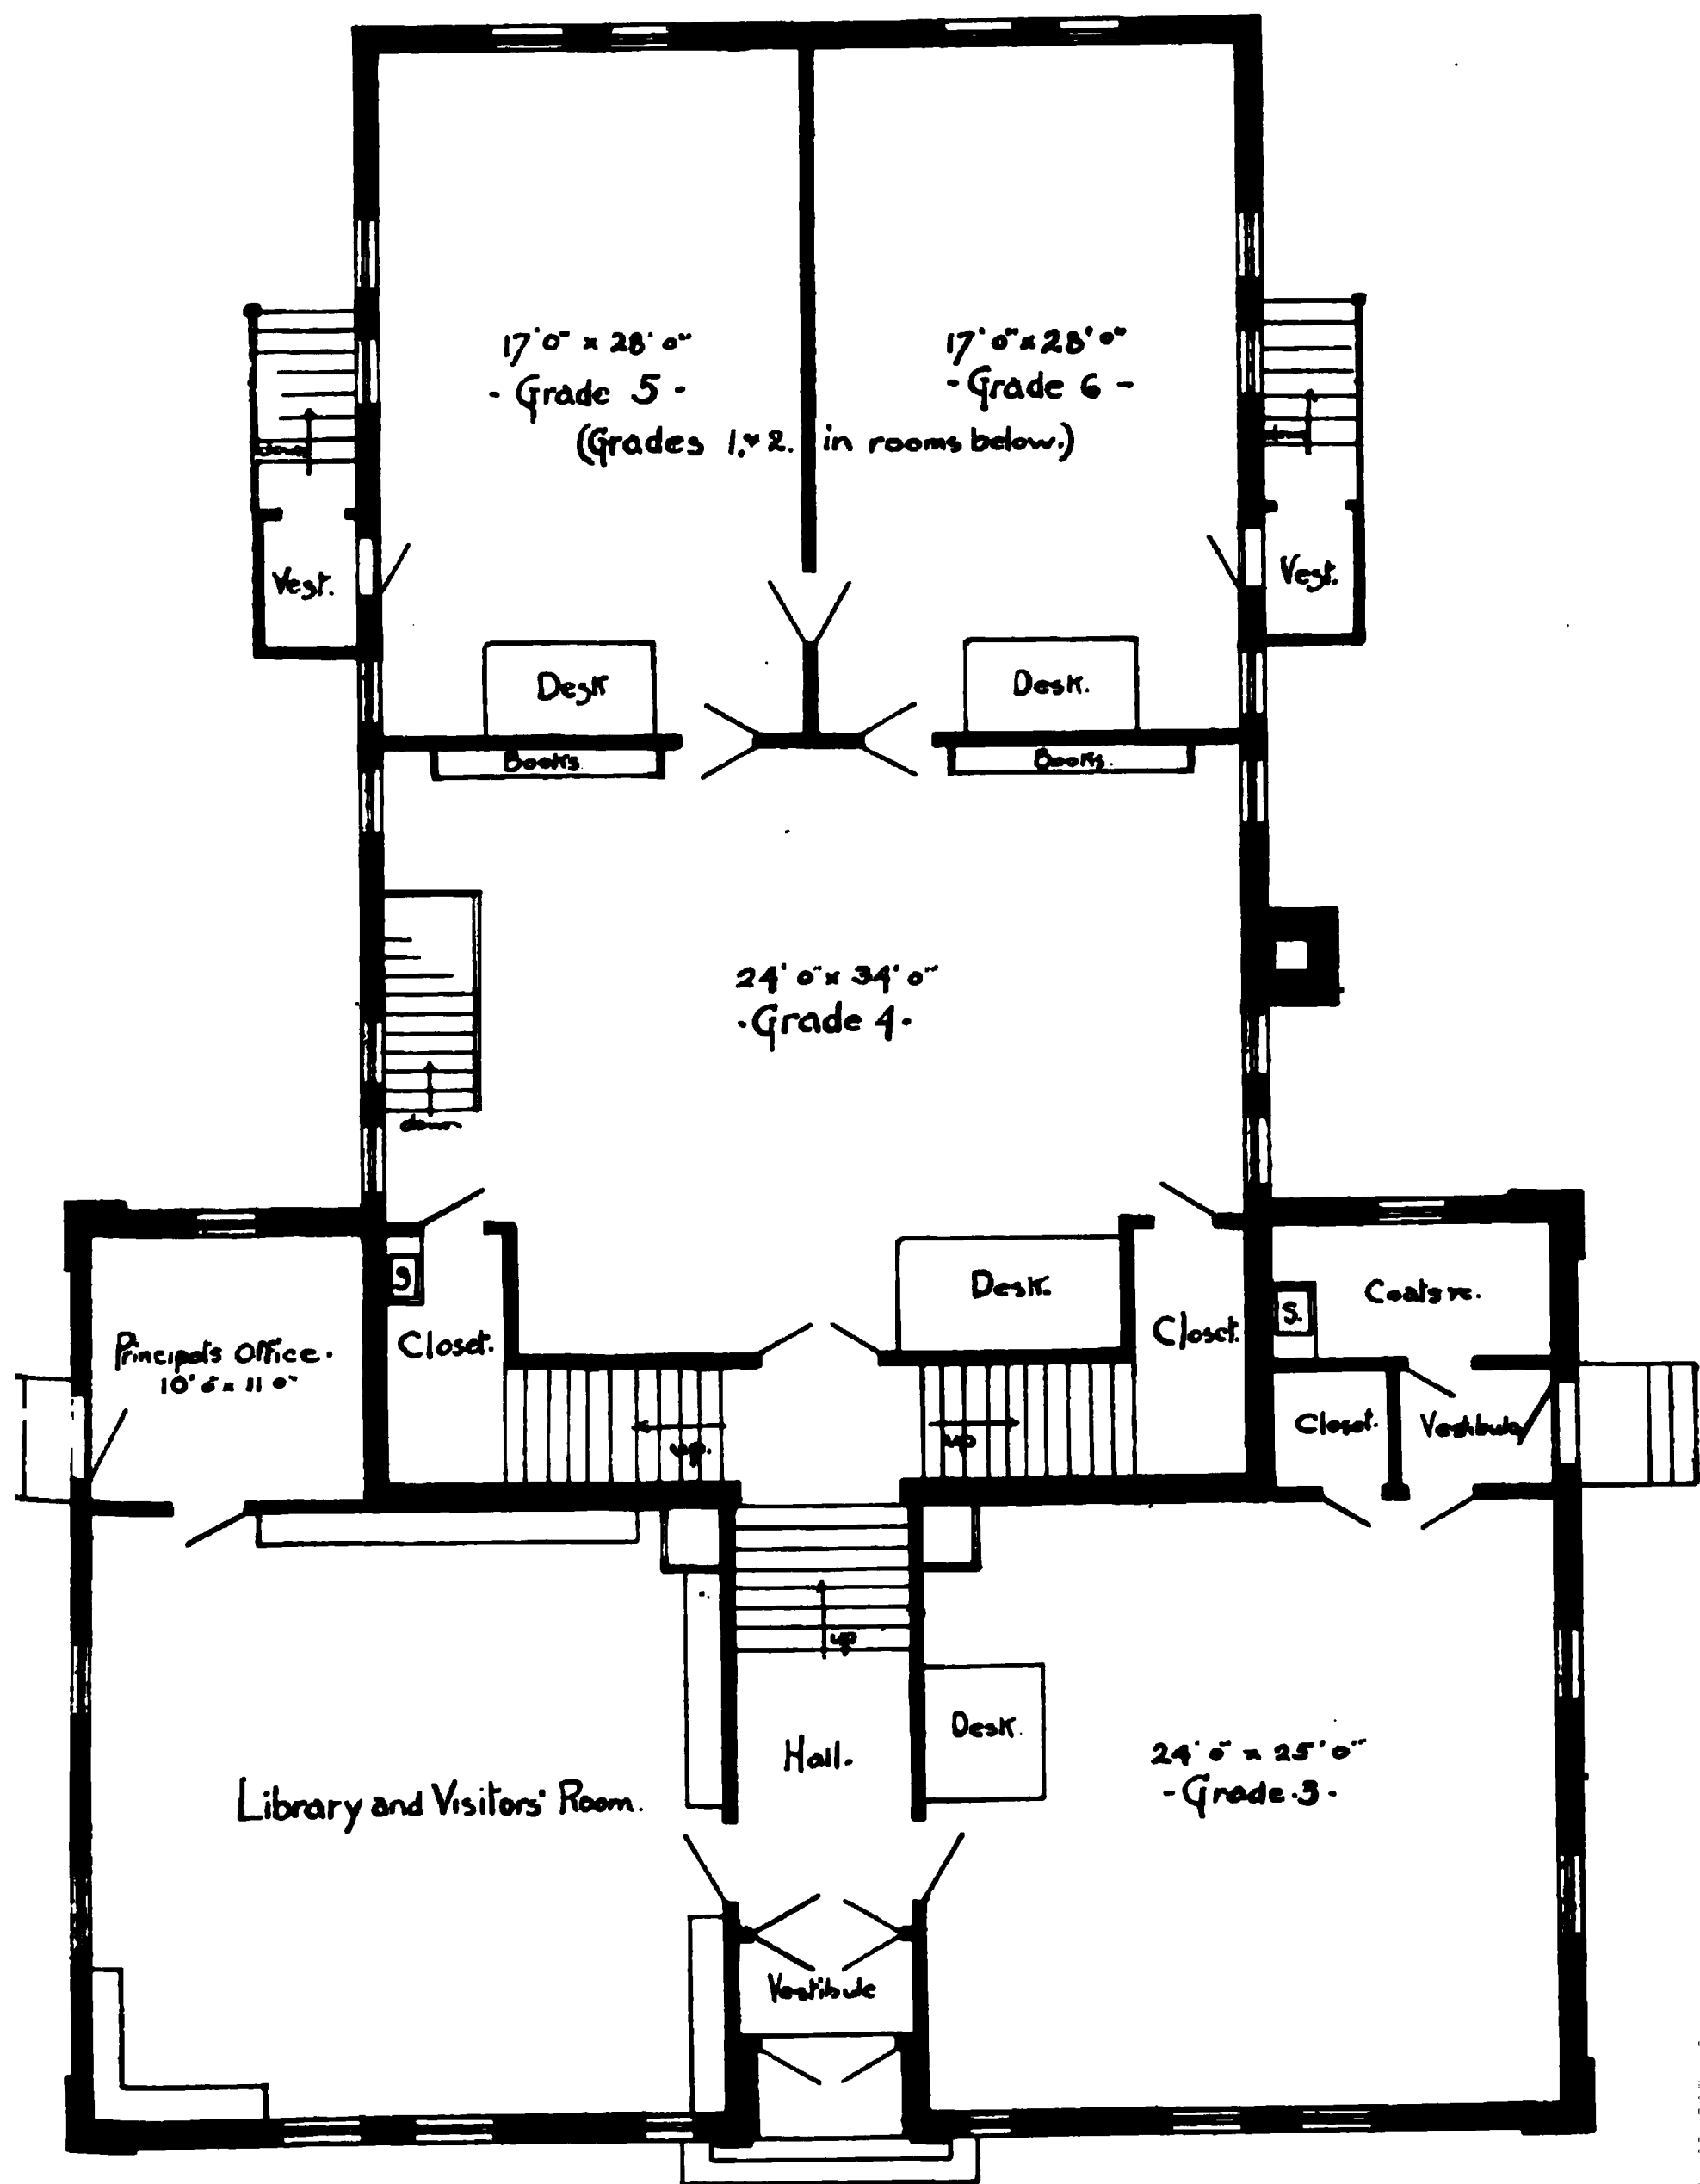 17'0" x 28'0"
- Grade 5 -
17'0" x 28'0"
- Grade 6 -
(Grades 1. & 2. in rooms below.)
down
down
Vest.
Vest.
Desk
Desk.
Books.
Books.
24'0" x 34'0"
- Grade 4 -
down
S
Closet.
Desk.
Closet.
S.
Coats &c.
Principal's Office.
10'6" x 11'0"
up.
up
Closet.
Vestibule
up
Hall.
Desk.
24'0" x 25'0"
- Grade 3 -
Library and Visitors' Room.
Vestibule